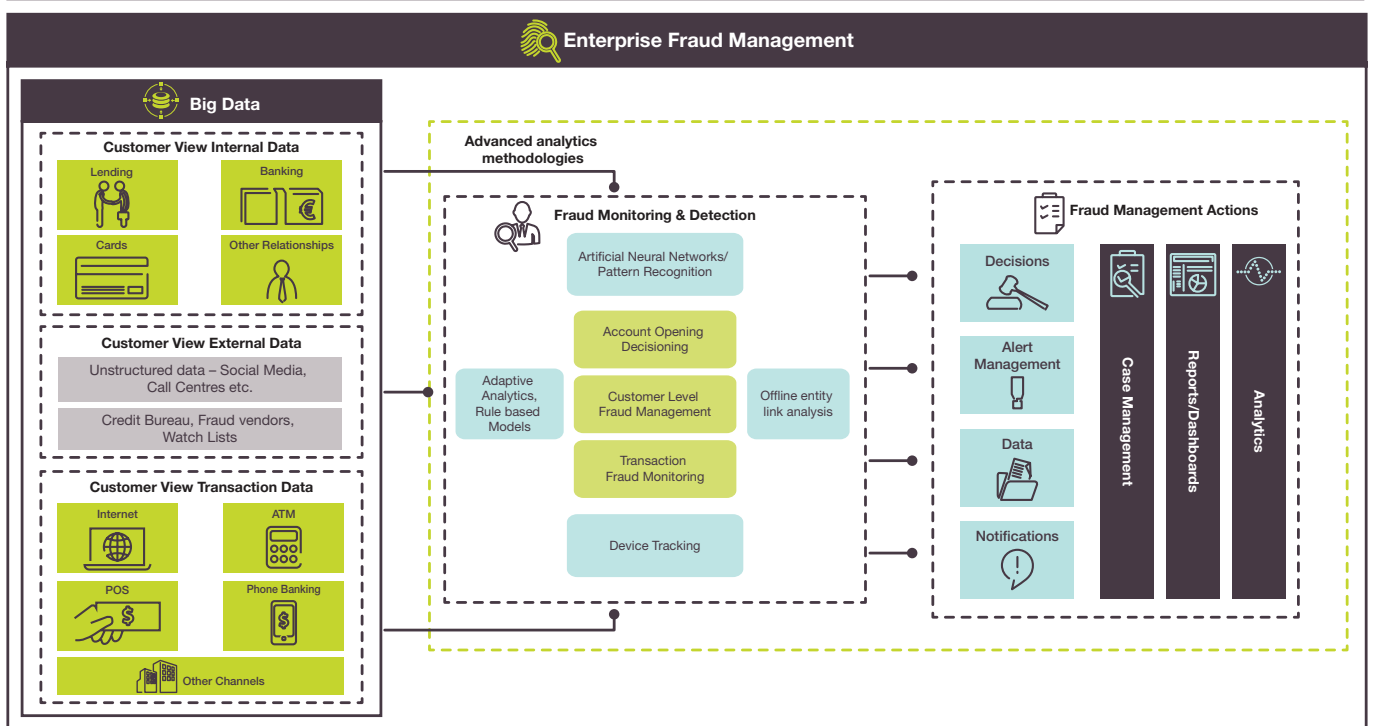 Enterprise Fraud Management
Big Data
Customer View Internal Data
Lending
Banking
Cards
Other Relationships
Customer View External Data
Unstructured data – Social Media,
Call Centres etc.
Credit Bureau, Fraud vendors,
Watch Lists
Customer View Transaction Data
Internet
ATM
POS
Phone Banking
Other Channels
Advanced analytics
methodologies
Fraud Monitoring & Detection
Artificial Neural Networks/
Pattern Recognition
Account Opening
Decisioning
Adaptive
Analytics,
Rule based
Models
Customer Level
Fraud Management
Offline entity
link analysis
Transaction
Fraud Monitoring
Device Tracking
Fraud Management Actions
Decisions
Alert
Management
Data
Notifications
Case Management
Reports/Dashboards
Analytics